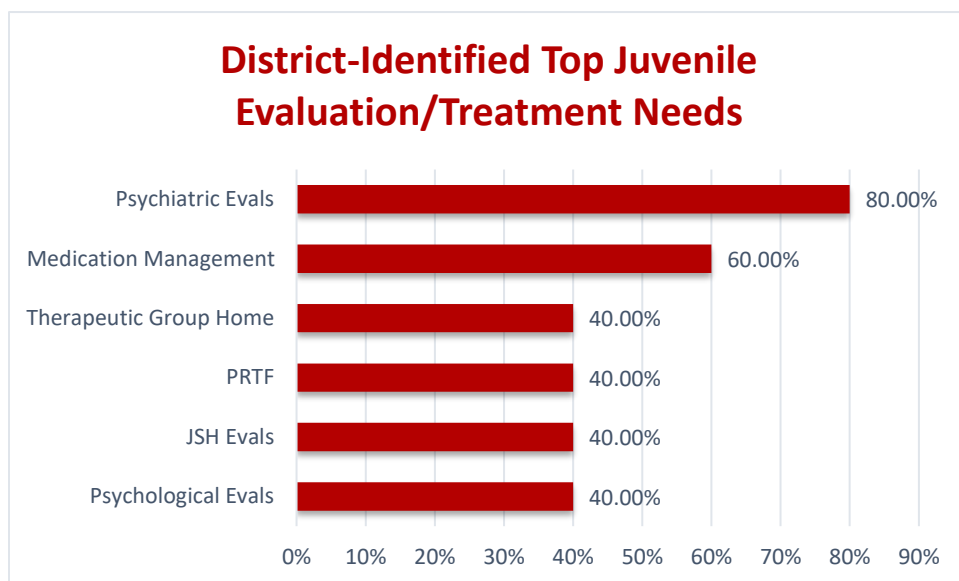 District-Identified Top Juvenile
Evaluation/Treatment Needs
Psychiatric Evals
80.00%
Medication Management
60.00%
Therapeutic Group Home
40.00%
PRTF
40.00%
JSH Evals
40.00%
Psychological Evals
40.00%
0% 10% 20% 30% 40% 50% 60% 70% 80% 90%